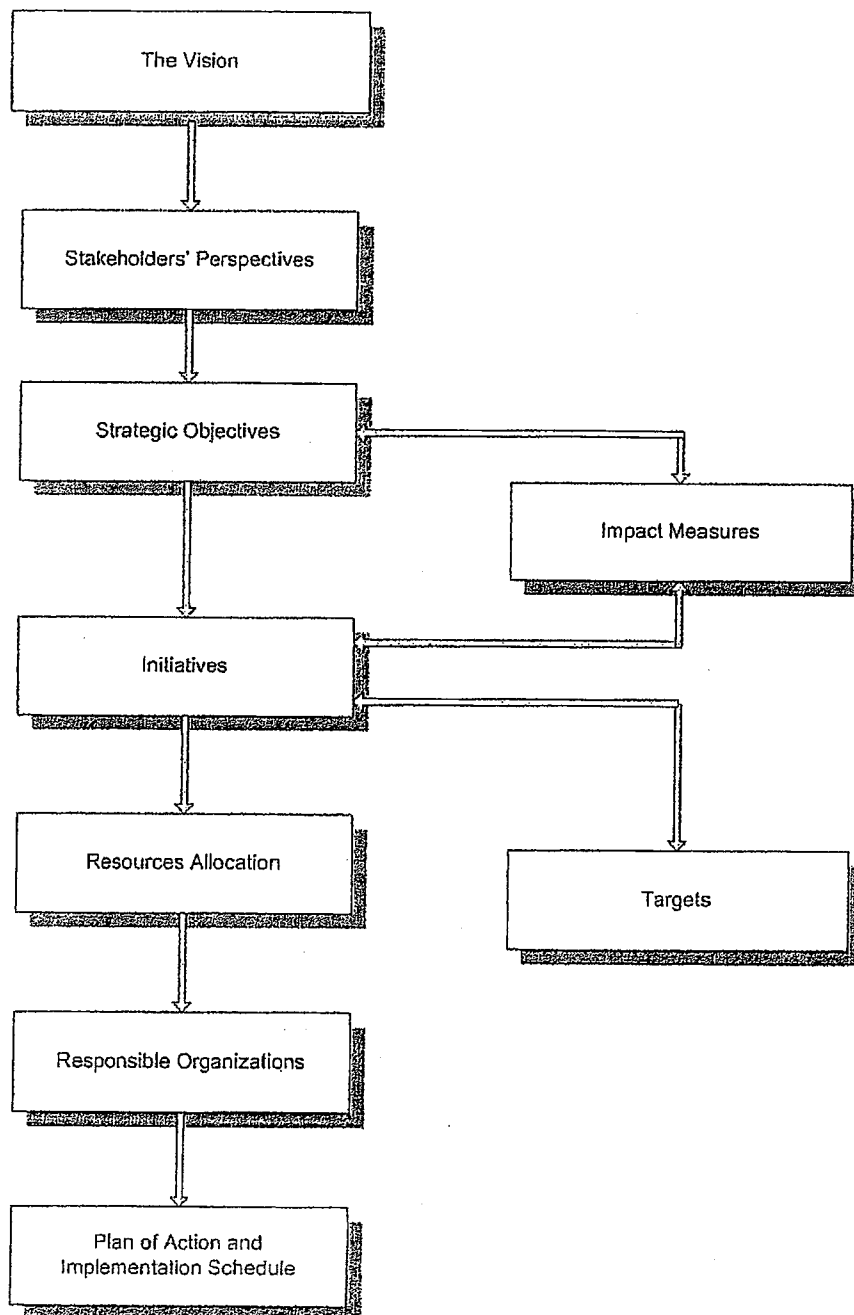 The Vision
Stakeholders' Perspectives
Strategic Objectives
Impact Measures
Initiatives
Resources Allocation
Targets
Responsible Organizations
Plan of Action and
Implementation Schedule